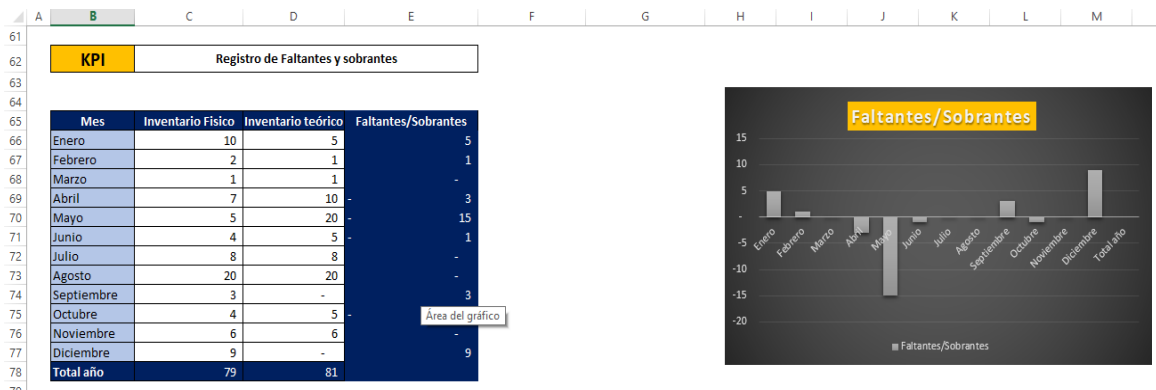 A B C D E F G H I J K L M
61
62 KPI Registro de Faltantes y sobrantes
63
64
65 Mes Inventario Fisico Inventario teórico Faltantes/Sobrantes
66 Enero 10 5 5
67 Febrero 2 1 1
68 Marzo 1 1 -
69 Abril 7 10 - 3
70 Mayo 5 20 - 15
71 Junio 4 5 - 1
72 Julio 8 8 -
73 Agosto 20 20 -
74 Septiembre 3 - 3
75 Octubre 4 5 -
Área del gráfico
76 Noviembre 6 6 -
77 Diciembre 9 - 9
78 Total año 79 81
Faltantes/Sobrantes
15
10
5
-
-5
-10
-15
-20
Enero Febrero Marzo Abril Mayo Junio Julio Agosto Septiembre Octubre Noviembre Diciembre Total año
Faltantes/Sobrantes